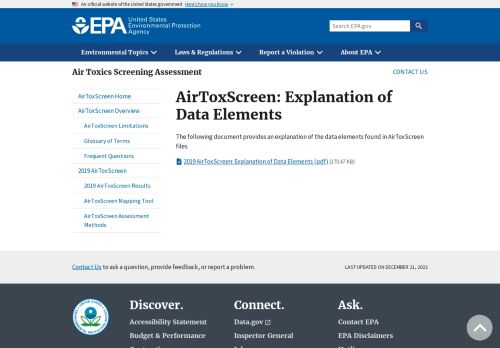 An official website of the United States government Here's how you know
EPA United States Environmental Protection Agency
Search EPA.gov
Environmental Topics Laws & Regulations Report a Violation About EPA
Air Toxics Screening Assessment
CONTACT US
AirToxScreen Home
AirToxScreen Overview
AirToxScreen Limitations
Glossary of Terms
Frequent Questions
2019 AirToxScreen
2019 AirToxScreen Results
AirToxScreen Mapping Tool
AirToxScreen Assessment
Methods
AirToxScreen: Explanation of
Data Elements
The following document provides an explanation of the data elements found in AirToxScreen
files
2019 AirToxScreen: Explanation of Data Elements (pdf) (170.47 KB)
Contact Us to ask a question, provide feedback, or report a problem.
LAST UPDATED ON DECEMBER 21, 2022
Discover.
Accessibility Statement
Budget & Performance
Connect.
Data.gov
Inspector General
Ask.
Contact EPA
EPA Disclaimers